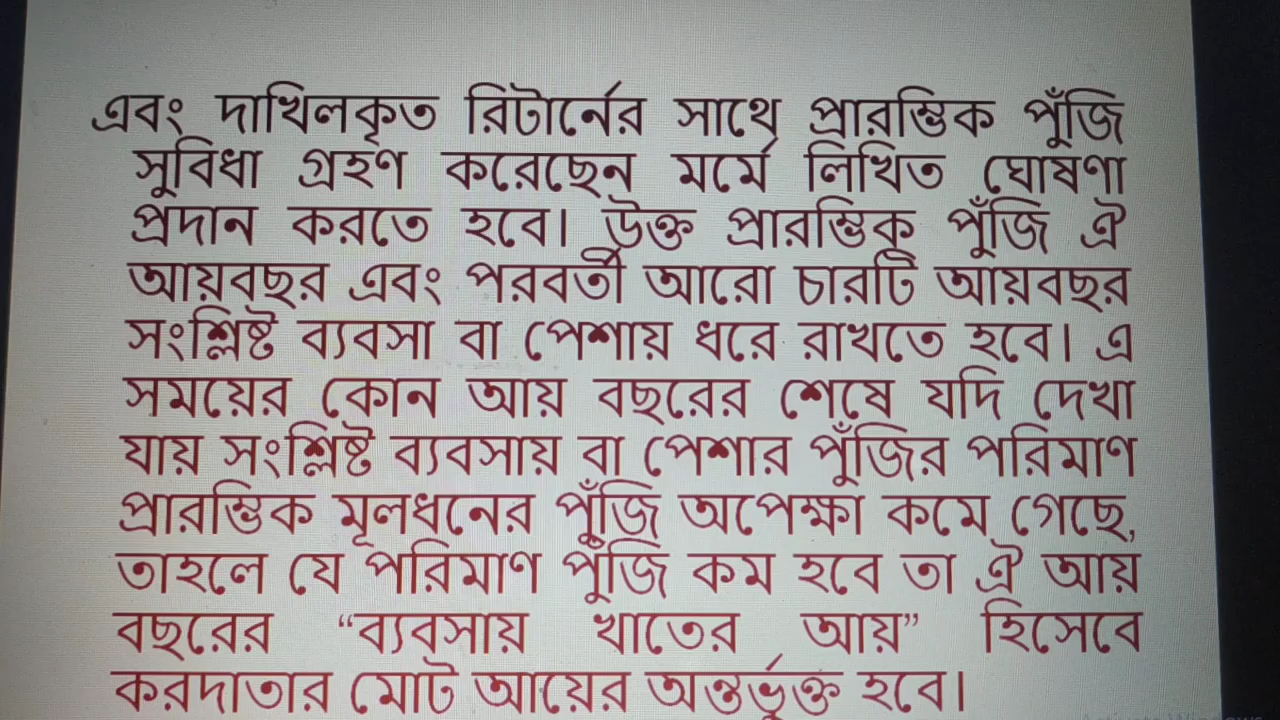 এবং দাখিলকৃত রিটার্নের সাথে প্রারম্ভিক পুঁজি
সুবিধা গ্রহণ করেছেন মর্মে লিখিত ঘোষণা
প্রদান করতে হবে। উক্ত প্রারম্ভিক পুঁজি ঐ
আয়বছর এবং পরবর্তী আরো চারটি আয়বছর
সংশ্লিষ্ট ব্যবসা বা পেশায় ধরে রাখতে হবে। এ
সময়ের কোন আয় বছরের শেষে যদি দেখা
যায় সংশ্লিষ্ট ব্যবসায় বা পেশার পুঁজির পরিমাণ
প্রারম্ভিক মূলধনের পুঁজি অপেক্ষা কমে গেছে,
তাহলে যে পরিমাণ পুঁজি কম হবে তা ঐ আয়
বছরের “ব্যবসায় খাতের আয়” হিসেবে
করদাতার মোট আয়ের অন্তর্ভুক্ত হবে।